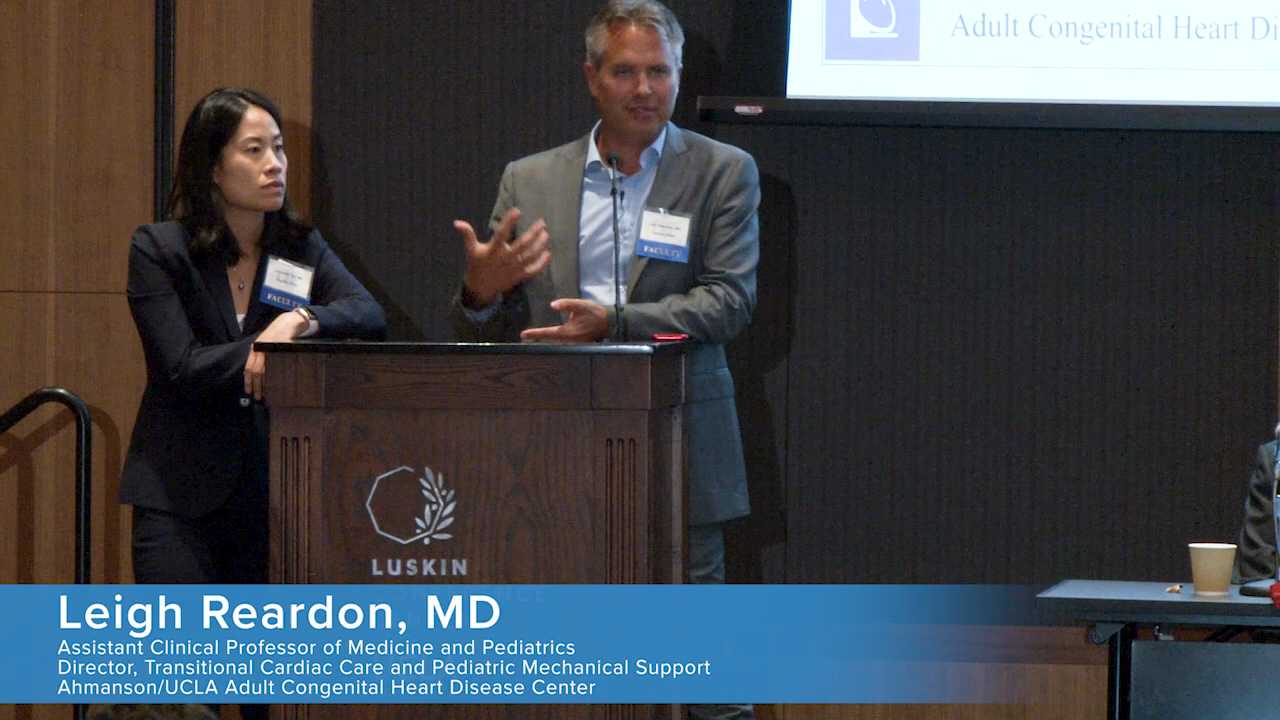 Adult Congenital Heart Di
FACULTY
FACULTY
LUSKIN
Leigh Reardon, MD
Assistant Clinical Professor of Medicine and Pediatrics
Director, Transitional Cardiac Care and Pediatric Mechanical Support
Ahmanson/UCLA Adult Congenital Heart Disease Center